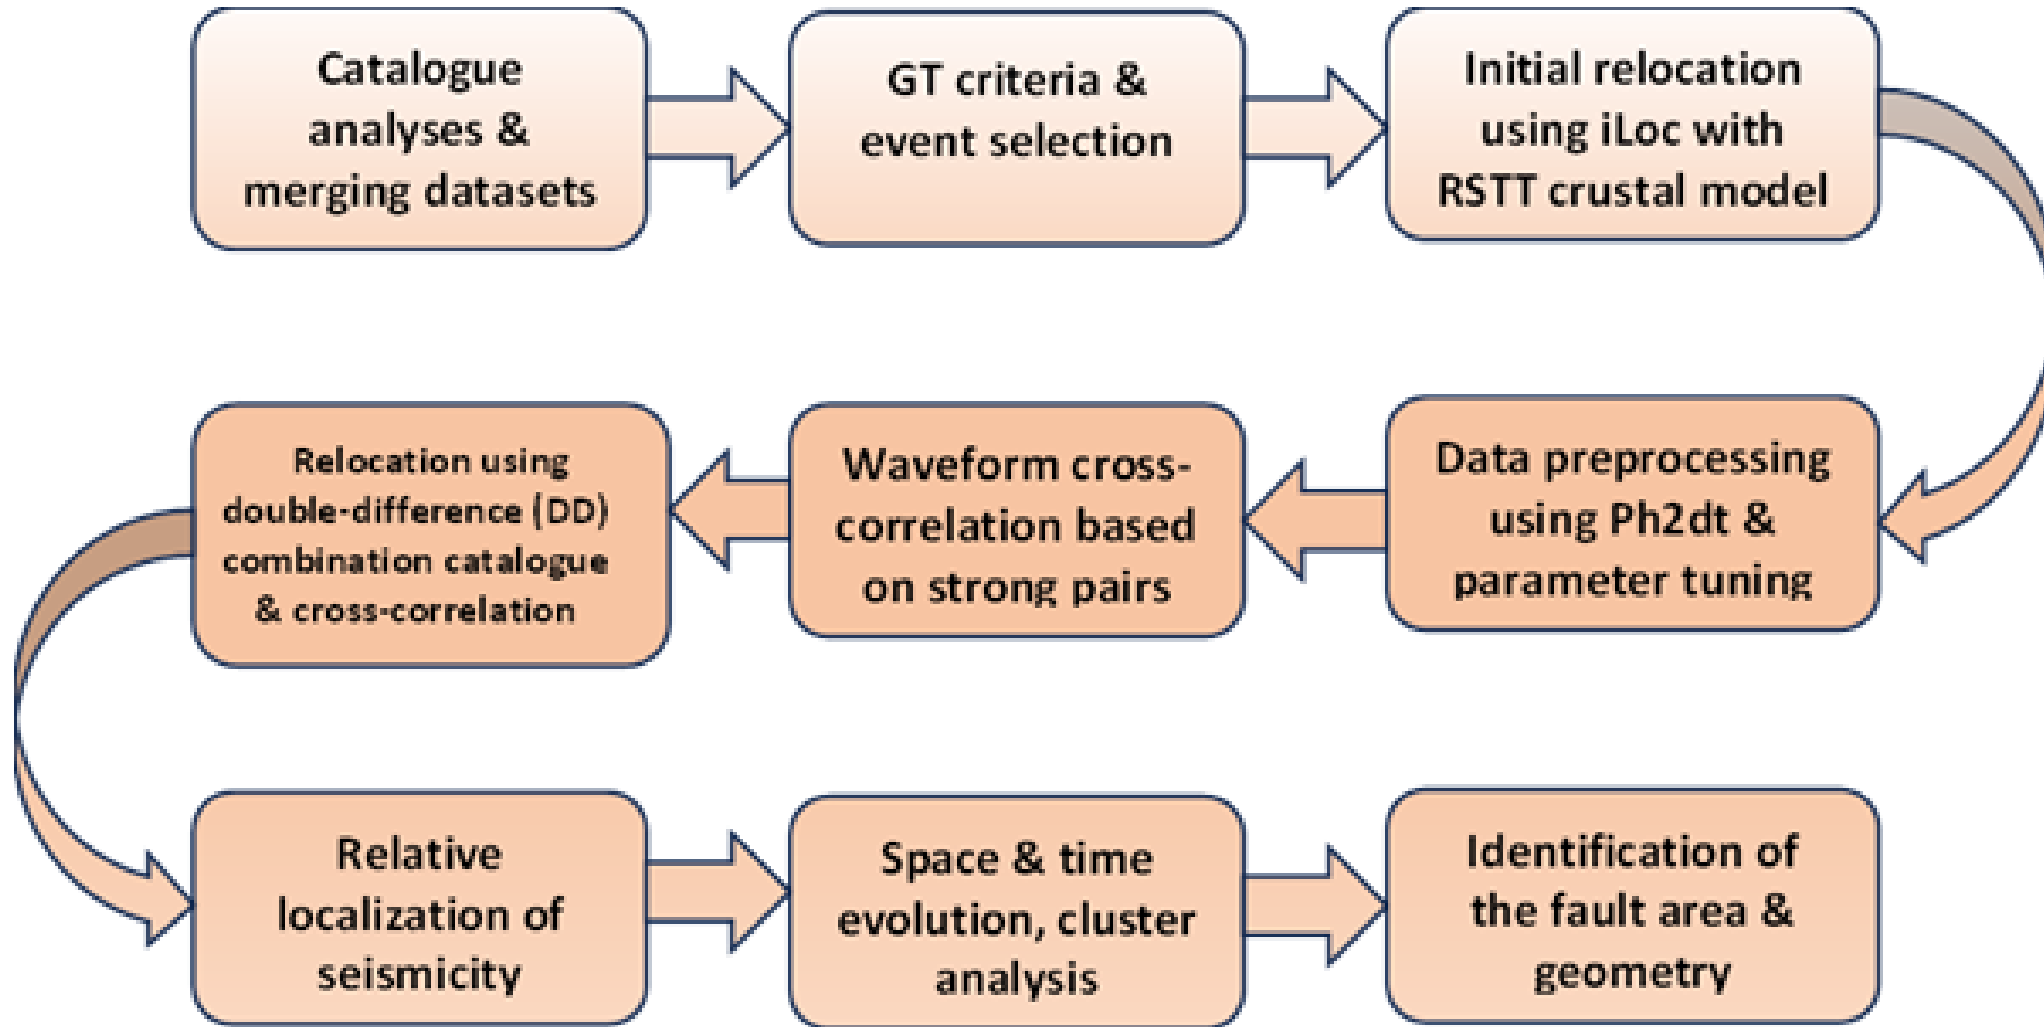 Catalogue
analyses &
merging datasets
GT criteria &
event selection
Initial relocation
using iLoc with
RSTT crustal model
Data preprocessing
using Ph2dt &
parameter tuning
Waveform cross-
correlation based
on strong pairs
Relocation using
double-difference (DD)
combination catalogue
& cross-correlation
Relative
localization of
seismicity
Space & time
evolution, cluster
analysis
Identification of
the fault area &
geometry